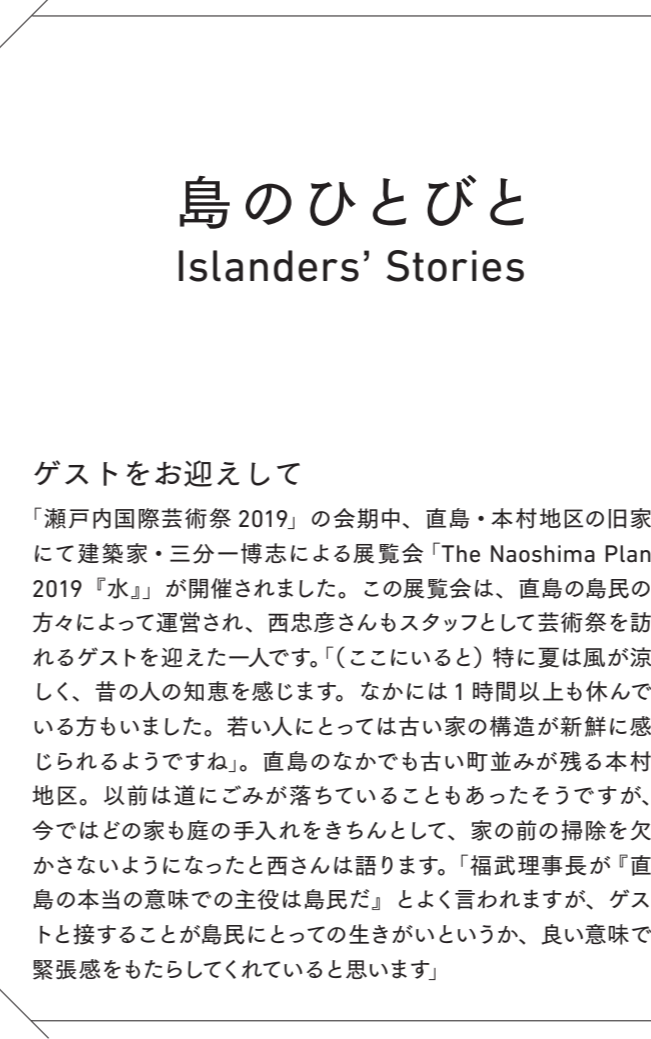 島のひとびと
Islanders’ Stories
ゲストをお迎えして
「瀬戸内国際芸術祭 2019」の会期中、直島・本村地区の旧家
にて建築家・三分一博志による展覧会「The Naoshima Plan
2019『水』」が開催されました。この展覧会は、直島の島民の
方々によって運営され、西忠彦さんもスタッフとして芸術祭を訪
れるゲストを迎えた一人です。「（ここにいると）特に夏は風が涼
しく、昔の人の知恵を感じます。なかには 1 時間以上も休んで
いる方もいました。若い人にとっては古い家の構造が新鮮に感
じられるようですね」。直島のなかでも古い町並みが残る本村
地区。以前は道にごみが落ちていることもあったそうですが、
今ではどの家も庭の手入れをきちんとして、家の前の掃除を欠
かさないようになったと西さんは語ります。「福武理事長が『直
島の本当の意味での主役は島民だ』とよく言われますが、ゲス
トと接することが島民にとっての生きがいというか、良い意味で
緊張感をもたらしてくれていると思います」